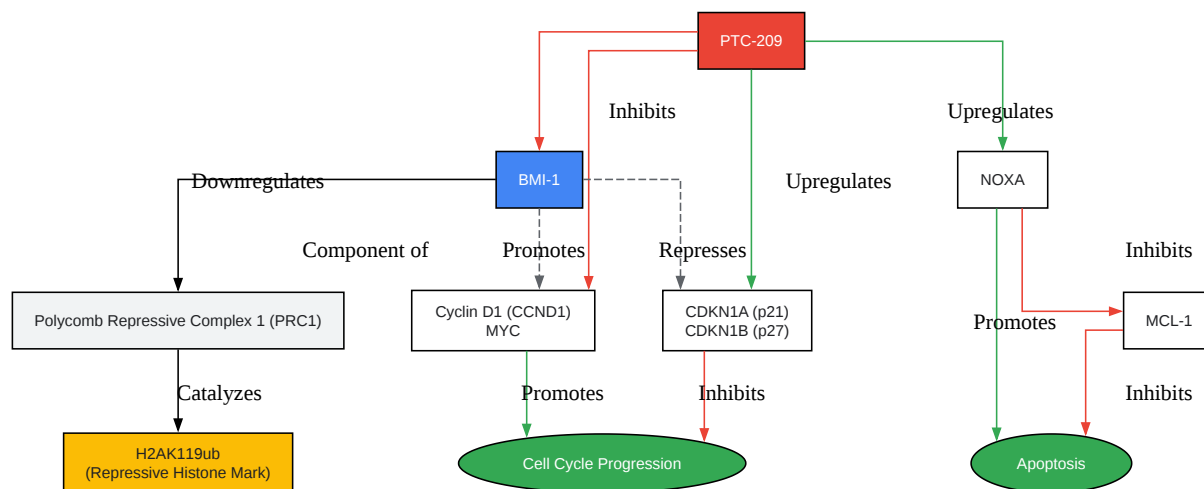 PTC-209
Inhibits
Upregulates
Downregulates
BMI-1
Upregulates
NOXA
Component of
Promotes
Represses
Inhibits
Polycomb Repressive Complex 1 (PRC1)
Cyclin D1 (CCND1)
MYC
CDKN1A (p21)
CDKN1B (p27)
Promotes
MCL-1
Catalyzes
Promotes
Inhibits
Inhibits
H2AK119ub
(Repressive Histone Mark)
Cell Cycle Progression
Apoptosis